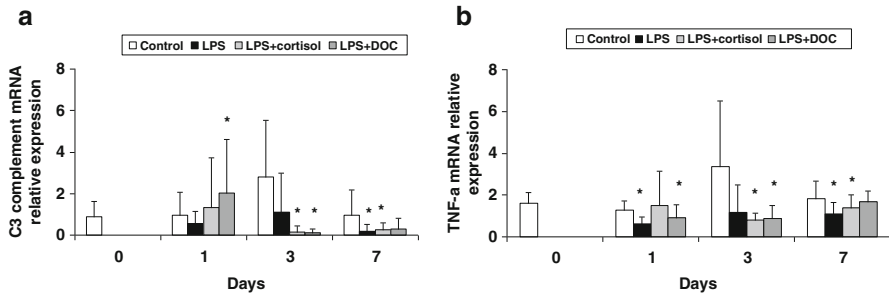 a
Control LPS LPS+cortisol LPS+DOC
C3 complement mRNA
relative expression
8
6
4
2
0
*
* *
* *
0 1 3 7
Days
b
Control LPS LPS+cortisol LPS+DOC
TNF-a mRNA relative
expression
8
6
4
2
0
* *
* *
* *
0 1 3 7
Days